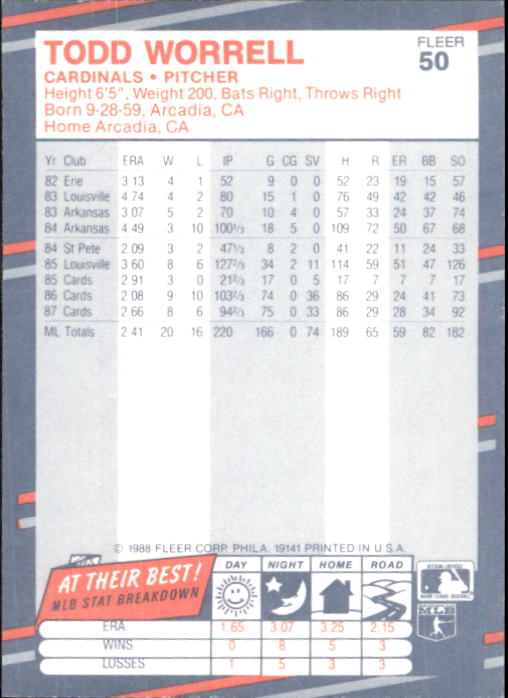 TODD WORRELL
FLEER
50
CARDINALS • PITCHER
Height 6'5", Weight 200, Bats Right, Throws Right
Born 9-28-59, Arcadia, CA
Home Arcadia, CA
Yr Club ERA W L IP G CG SV H R ER BB SO
82 Erie 3 13 4 1 52 9 0 0 52 23 19 15 57
83 Louisville 4 74 4 2 80 15 1 0 76 49 42 42 46
83 Arkansas 3 07 5 2 70 10 4 0 57 33 24 37 74
84 Arkansas 4 49 3 10 100⅓ 18 5 0 109 72 50 67 68
84 St Pete 2 09 3 2 47⅓ 8 2 0 41 22 11 24 33
85 Louisville 3 60 8 6 127⅔ 34 2 11 114 59 51 47 126
85 Cards 2 91 3 0 21⅔ 17 0 5 17 7 7 7 17
86 Cards 2 08 9 10 103⅔ 74 0 36 86 29 24 41 73
87 Cards 2 66 8 6 94⅔ 75 0 33 86 29 28 34 92
ML Totals 2 41 20 16 220 166 0 74 189 65 59 82 182
© 1988 FLEER CORP. PHILA. 19141 PRINTED IN U.S.A.
AT THEIR BEST!
MLB STAT BREAKDOWN
DAY NIGHT HOME ROAD
ERA 1.65 3.07 3.25 2.15
WINS 0 8 5 3
LOSSES 1 5 3 3
MAJOR LEAGUE BASEBALL